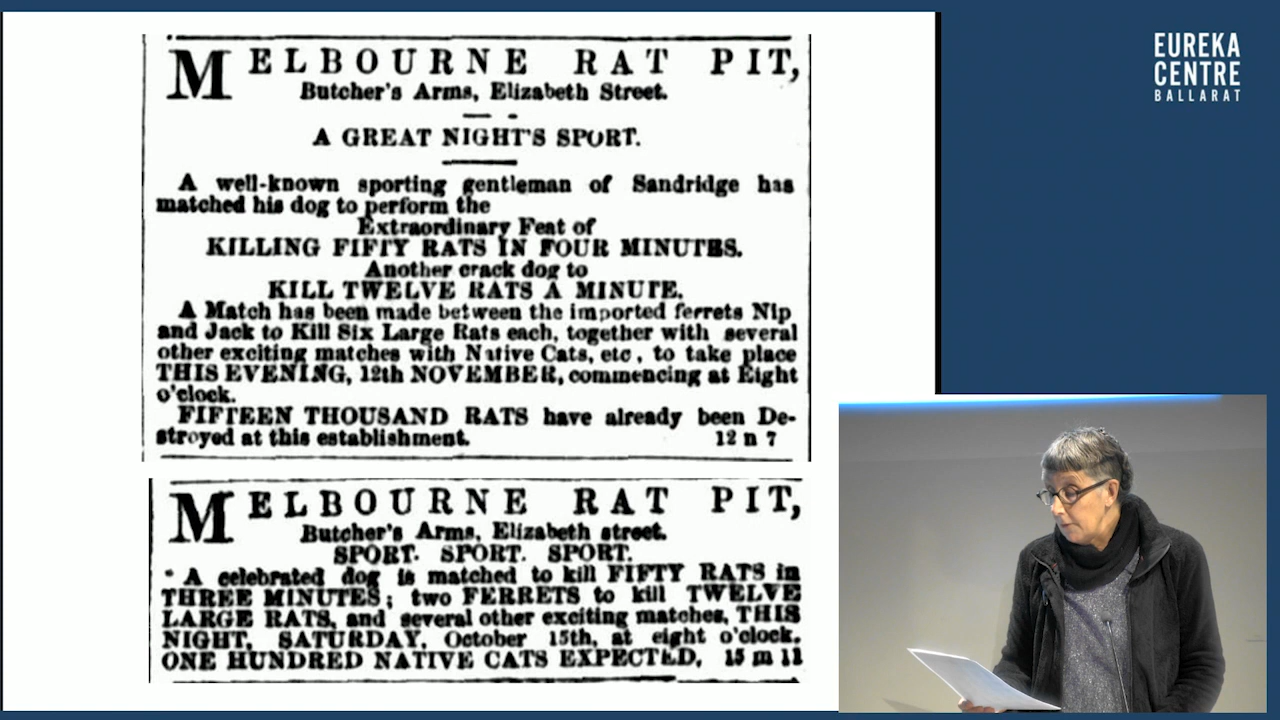 MELBOURNE RAT PIT,
Butcher's Arms, Elizabeth Street.
A GREAT NIGHT'S SPORT.
A well-known sporting gentleman of Sandridge has
matched his dog to perform the
Extraordinary Feat of
KILLING FIFTY RATS IN FOUR MINUTES.
Another crack dog to
KILL TWELVE RATS A MINUTE.
A Match has been made between the imported ferrets Nip
and Jack to Kill Six Large Rats each, together with several
other exciting matches with Native Cats, etc, to take place
THIS EVENING, 12th NOVEMBER, commencing at Eight
o'clock.
FIFTEEN THOUSAND RATS have already been De-
stroyed at this establishment. 12 n 7
MELBOURNE RAT PIT,
Butcher's Arms, Elizabeth street.
SPORT. SPORT. SPORT.
A celebrated dog is matched to kill FIFTY RATS in
THREE MINUTES; two FERRETS to kill TWELVE
LARGE RATS, and several other exciting matches, THIS
NIGHT, SATURDAY, October 15th, at eight o'clock.
ONE HUNDRED NATIVE CATS EXPECTED. 15 m 11
EUREKA
CENTRE
BALLARAT